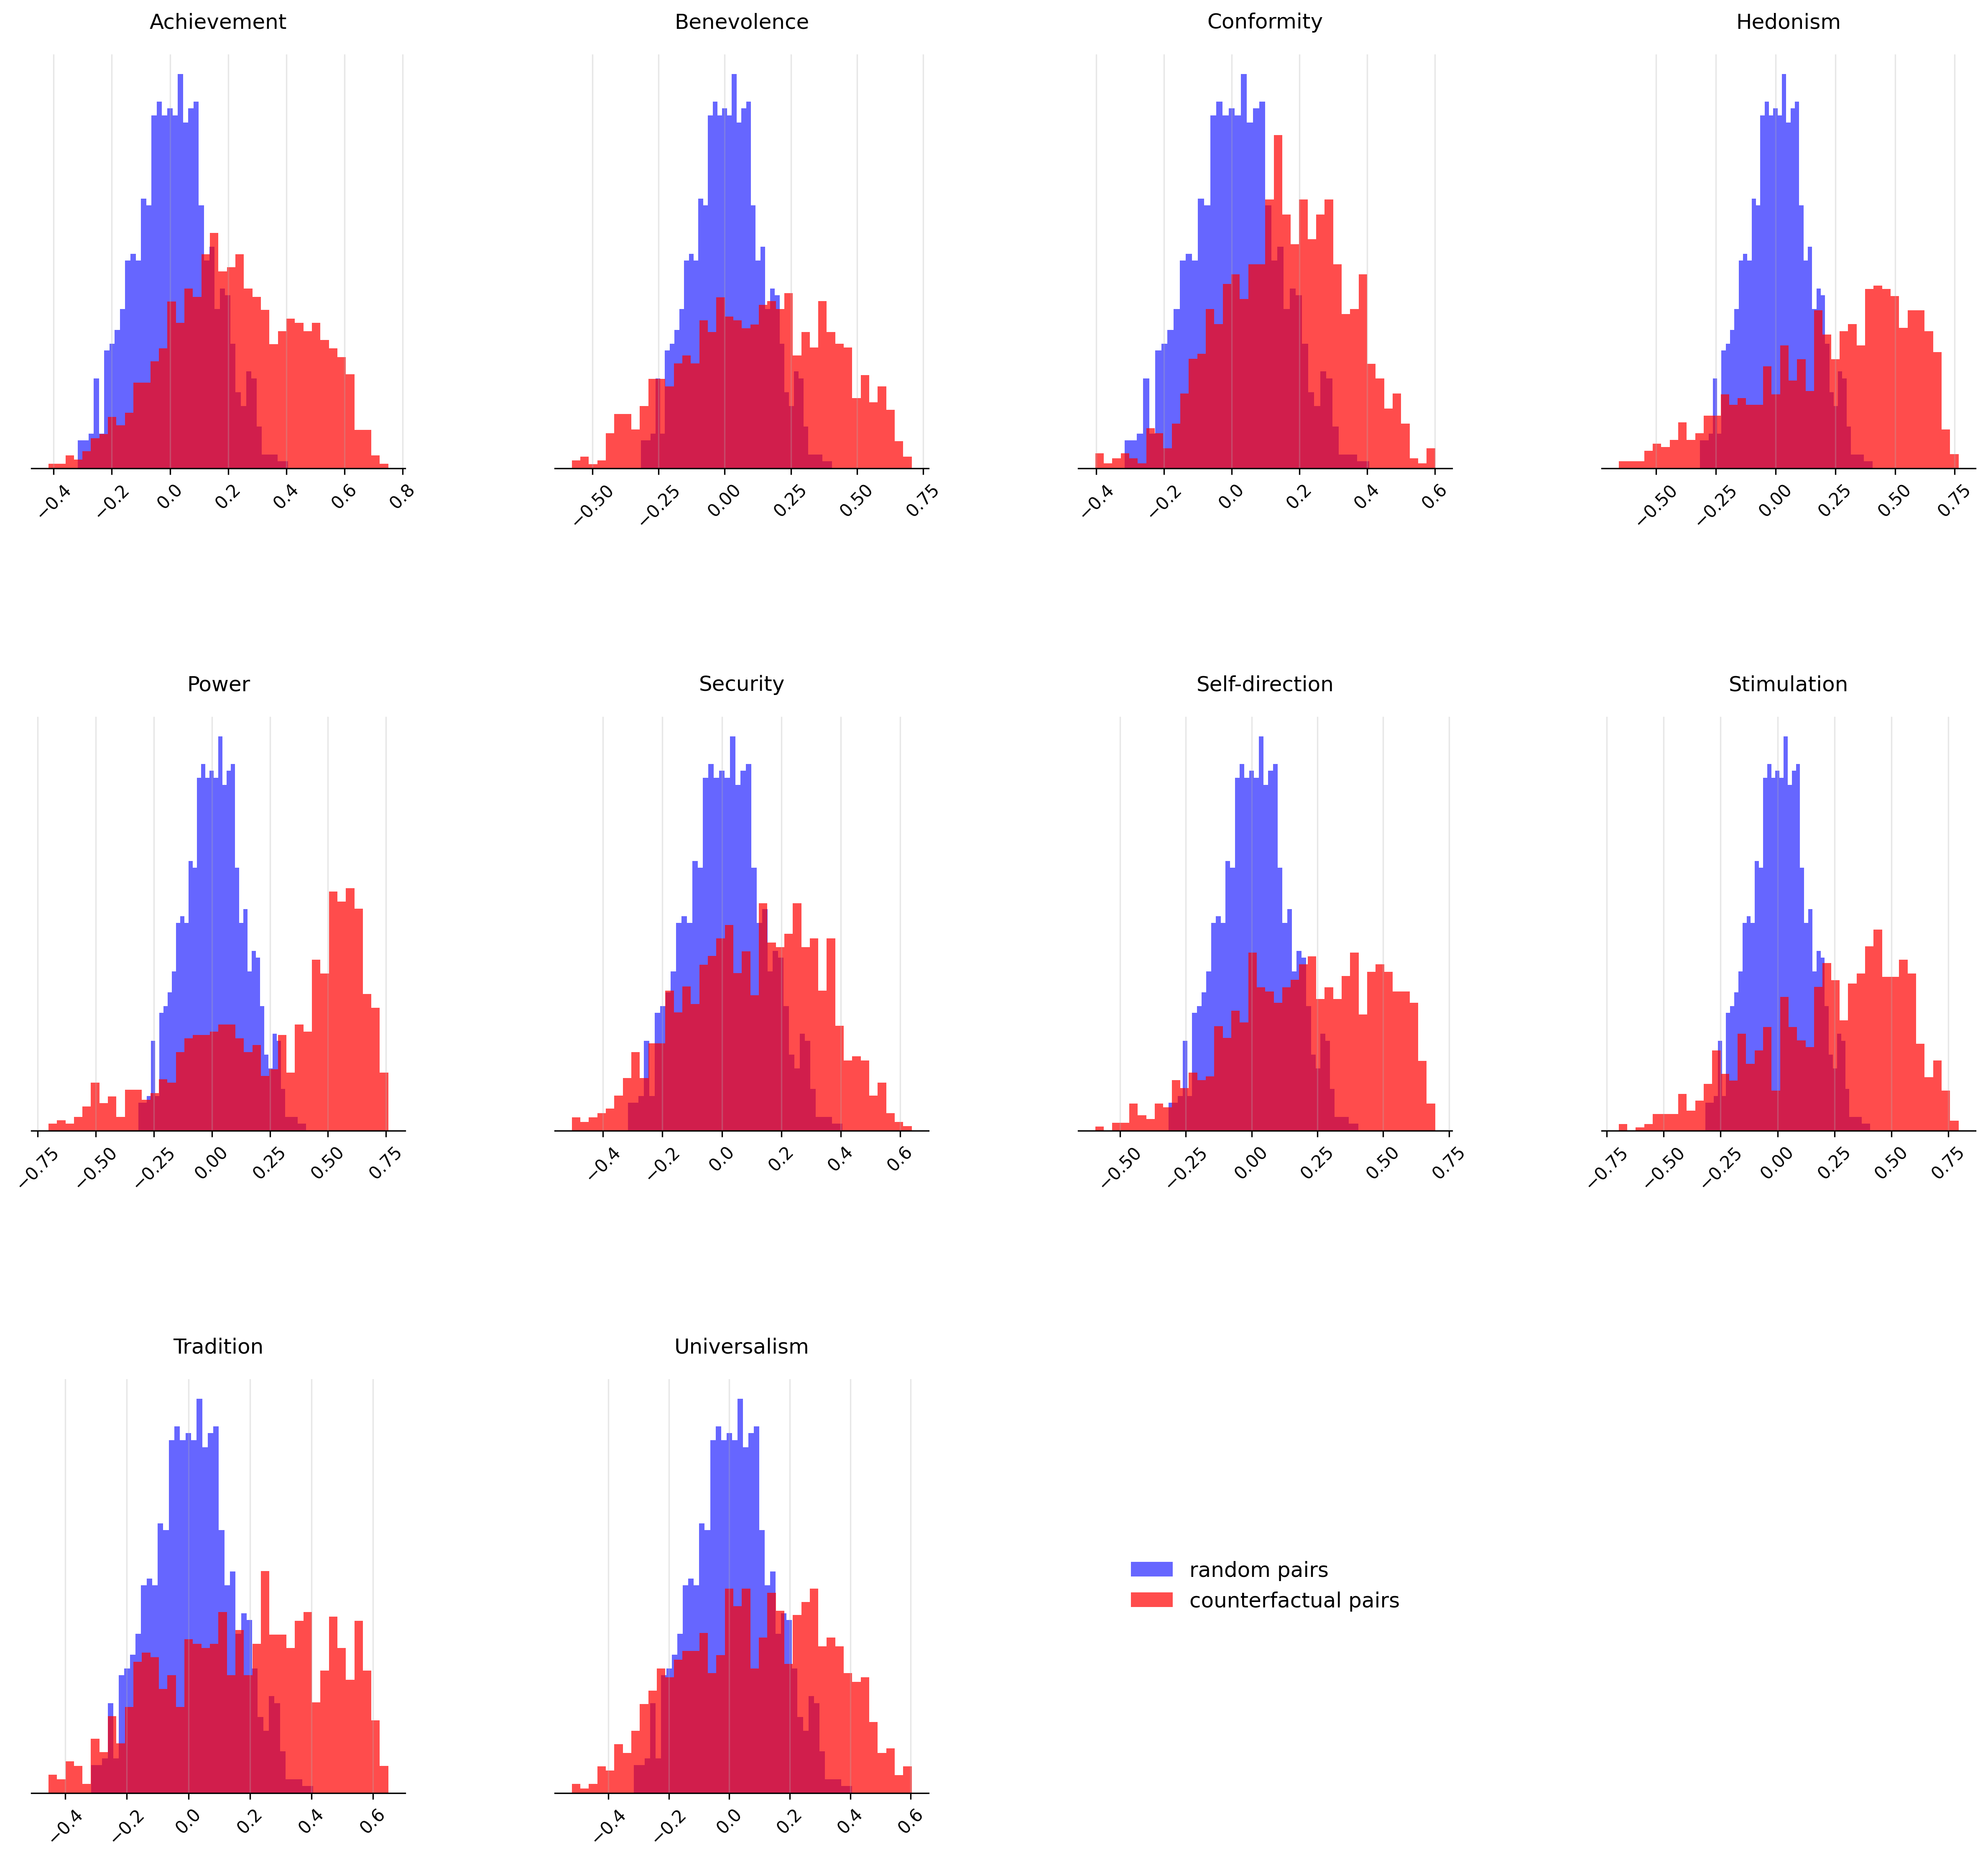 Achievement Benevolence Conformity Hedonism
−0.4 −0.2 0.0 0.2 0.4 0.6 0.8 −0.50 −0.25 0.00 0.25 0.50 0.75 −0.4 −0.2 0.0 0.2 0.4 0.6 −0.50 −0.25 0.00 0.25 0.50 0.75
Power Security Self-direction Stimulation
−0.75 −0.50 −0.25 0.00 0.25 0.50 0.75 −0.4 −0.2 0.0 0.2 0.4 0.6 −0.50 −0.25 0.00 0.25 0.50 0.75 −0.75 −0.50 −0.25 0.00 0.25 0.50 0.75
Tradition Universalism
random pairs
counterfactual pairs
−0.4 −0.2 0.0 0.2 0.4 0.6 −0.4 −0.2 0.0 0.2 0.4 0.6